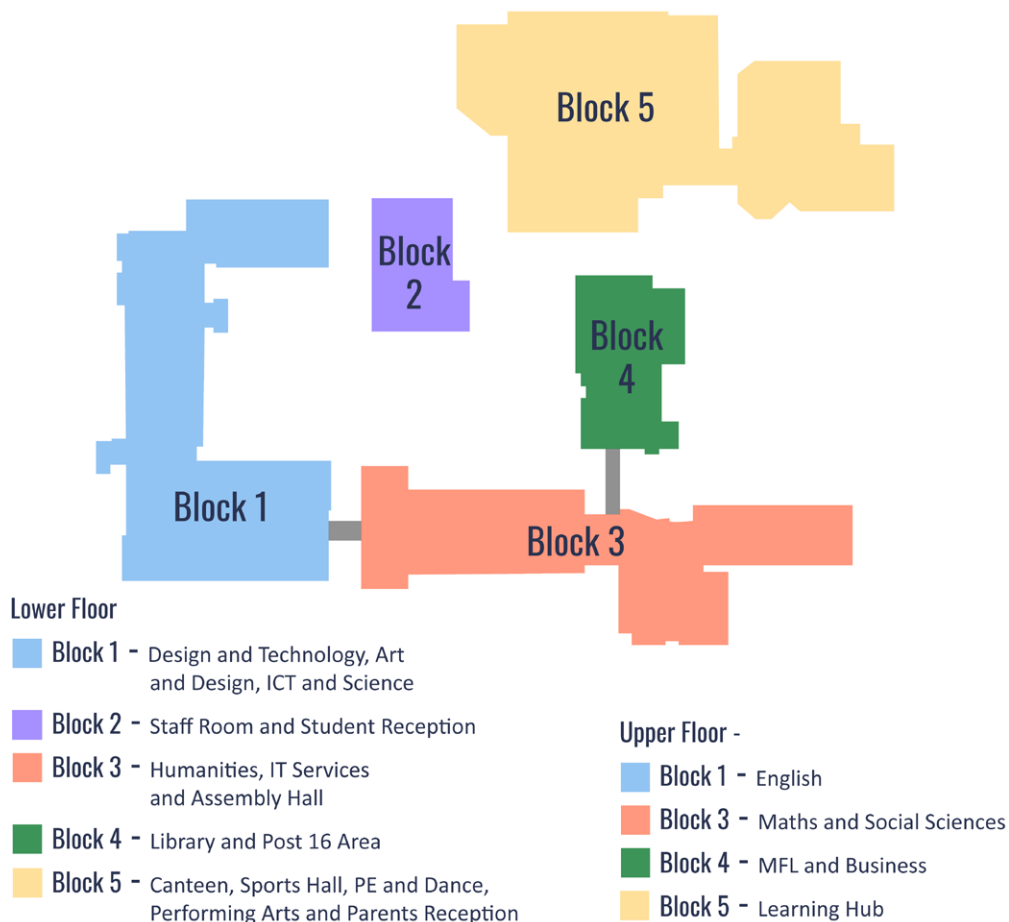 Block 5
Block
2
Block
4
Block 1
Block 3
Lower Floor
Block 1 - Design and Technology, Art
and Design, ICT and Science
Block 2 - Staff Room and Student Reception
Block 3 - Humanities, IT Services
and Assembly Hall
Block 4 - Library and Post 16 Area
Block 5 - Canteen, Sports Hall, PE and Dance,
Performing Arts and Parents Reception
Upper Floor -
Block 1 - English
Block 3 - Maths and Social Sciences
Block 4 - MFL and Business
Block 5 - Learning Hub